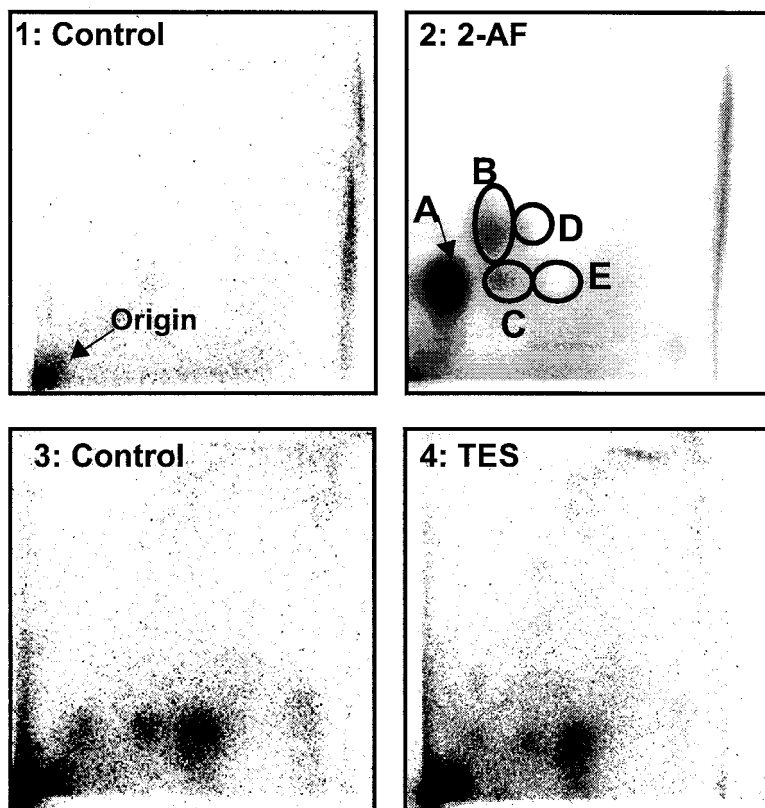 1: Control
2: 2-AF
B
A
D
E
C
Origin
3: Control
4: TES